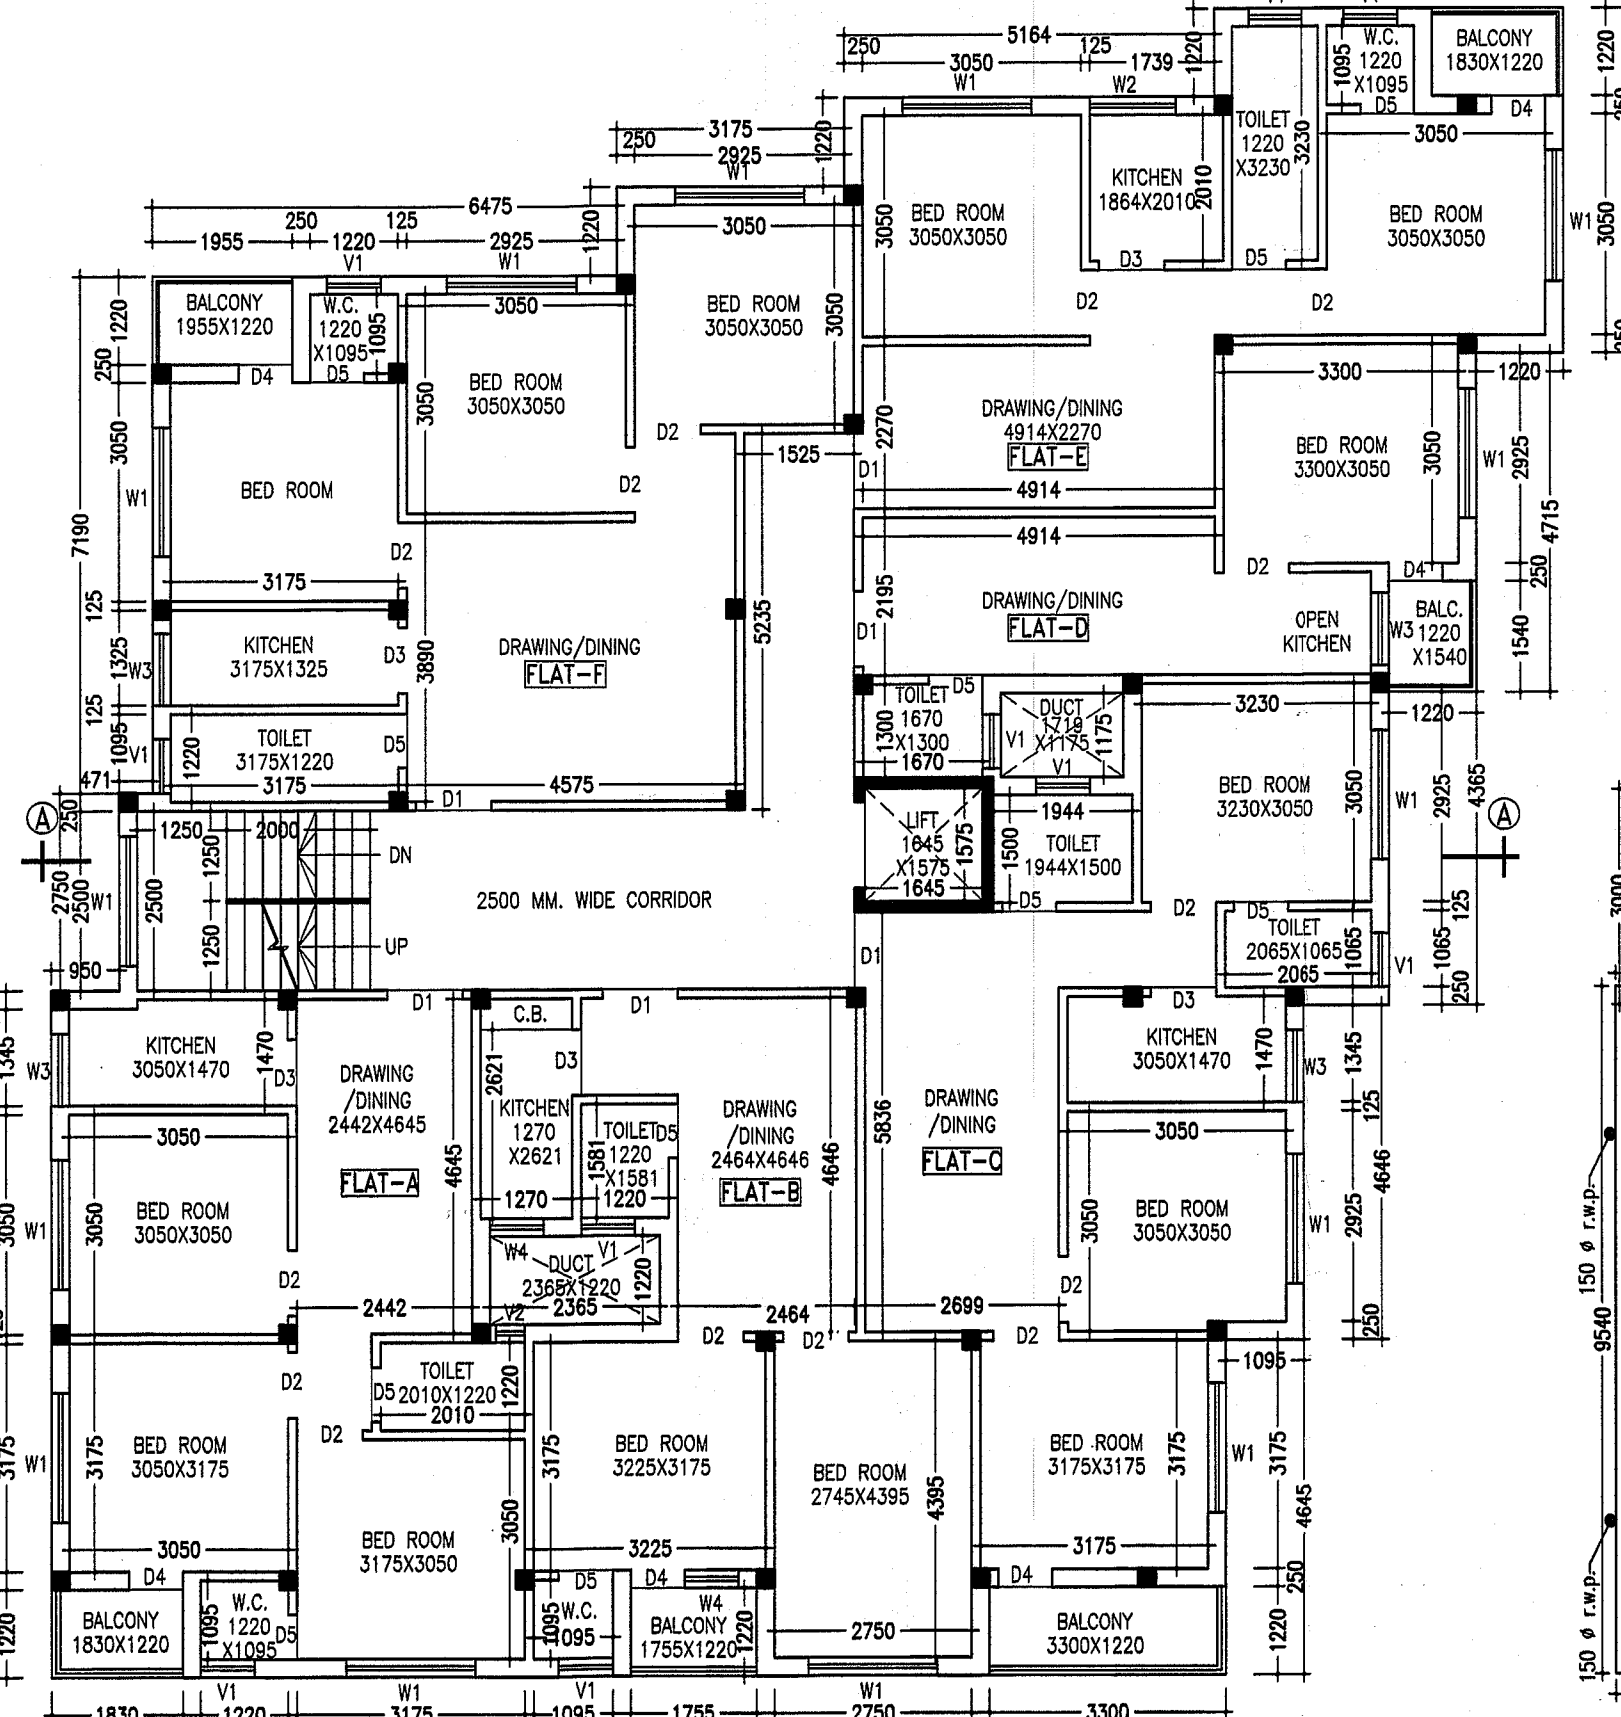 5164
250
3050
125
1739
1220
W1
W2
W.C.
1220
X1095
1095
D5
BALCONY
1830X1220
D4
1220
3050
TOILET
1220
X3230
3230
3175
250
2925
W1
1220
KITCHEN
1864X2010
2010
D3
D5
BED ROOM
3050X3050
3050
BED ROOM
3050X3050
W1
3050
D2
D2
6475
250
125
1955
1220
2925
1220
V1
W1
3050
BED ROOM
3050X3050
3050
BALCONY
1955X1220
W.C.
1220
X1095
1095
D4
D5
3050
BED ROOM
3050X3050
3050
1220
250
3050
7190
W1
BED ROOM
D2
D2
D2
1525
3300
1220
DRAWING/DINING
4914X2270
FLAT-E
2270
D1
4914
BED ROOM
3300X3050
3050
W1
2925
4715
250
1540
4914
D2
D4
DRAWING/DINING
FLAT-D
2195
D1
OPEN
KITCHEN
W3
BALC.
1220
X1540
3175
125
1325
W3
125
KITCHEN
3175X1325
D3
3890
DRAWING/DINING
FLAT-F
5235
1095
V1
1220
TOILET
3175X1220
D5
3175
4575
D1
471
TOILET
1670
X1300
1300
1670
D5
DUCT
1719
X1175
1175
V1
V1
3230
1220
BED ROOM
3230X3050
3050
W1
2925
4365
A
250
2750
2500
W1
2500
1250
2000
1250
1250
DN
UP
2500 MM. WIDE CORRIDOR
LIFT
1645
X1575
1575
1645
1944
1500
TOILET
1944X1500
D5
D2
D5
TOILET
2065X1065
1065
2065
V1
A
125
1065
250
3000
950
D1
D1
D1
C.B.
1345
W3
KITCHEN
3050X1470
1470
D3
DRAWING
/DINING
2442X4645
FLAT-A
4645
2621
D3
KITCHEN
1270
X2621
1270
TOILET
1220
X1581
1581
1220
D5
DRAWING
/DINING
2464X4646
FLAT-B
4646
5836
DRAWING
/DINING
FLAT-C
D3
KITCHEN
3050X1470
1470
W3
1345
125
3050
3050
BED ROOM
3050X3050
3050
W1
D2
3050
BED ROOM
3050X3050
3050
W1
2925
4646
250
D2
W4
V1
DUCT
2365X1220
1220
V2
2442
2365
2464
2699
D2
D2
D2
1095
D2
D5
TOILET
2010X1220
1220
2010
D2
3175
W1
BED ROOM
3050X3175
3175
3050
BED ROOM
3175X3050
3050
3175
BED ROOM
3225X3175
3225
BED ROOM
2745X4395
4395
BED ROOM
3175X3175
3175
3175
W1
3175
4645
250
1220
D4
BALCONY
1830X1220
1220
W.C.
1220
X1095
1095
D5
D5
W.C.
1095
1095
D4
W4
BALCONY
1755X1220
1220
2750
D4
BALCONY
3300X1220
V1
W1
V1
W1
1830
1220
3175
1095
1755
2750
3300
9540
150 ø r.w.p.
150 ø r.w.p.